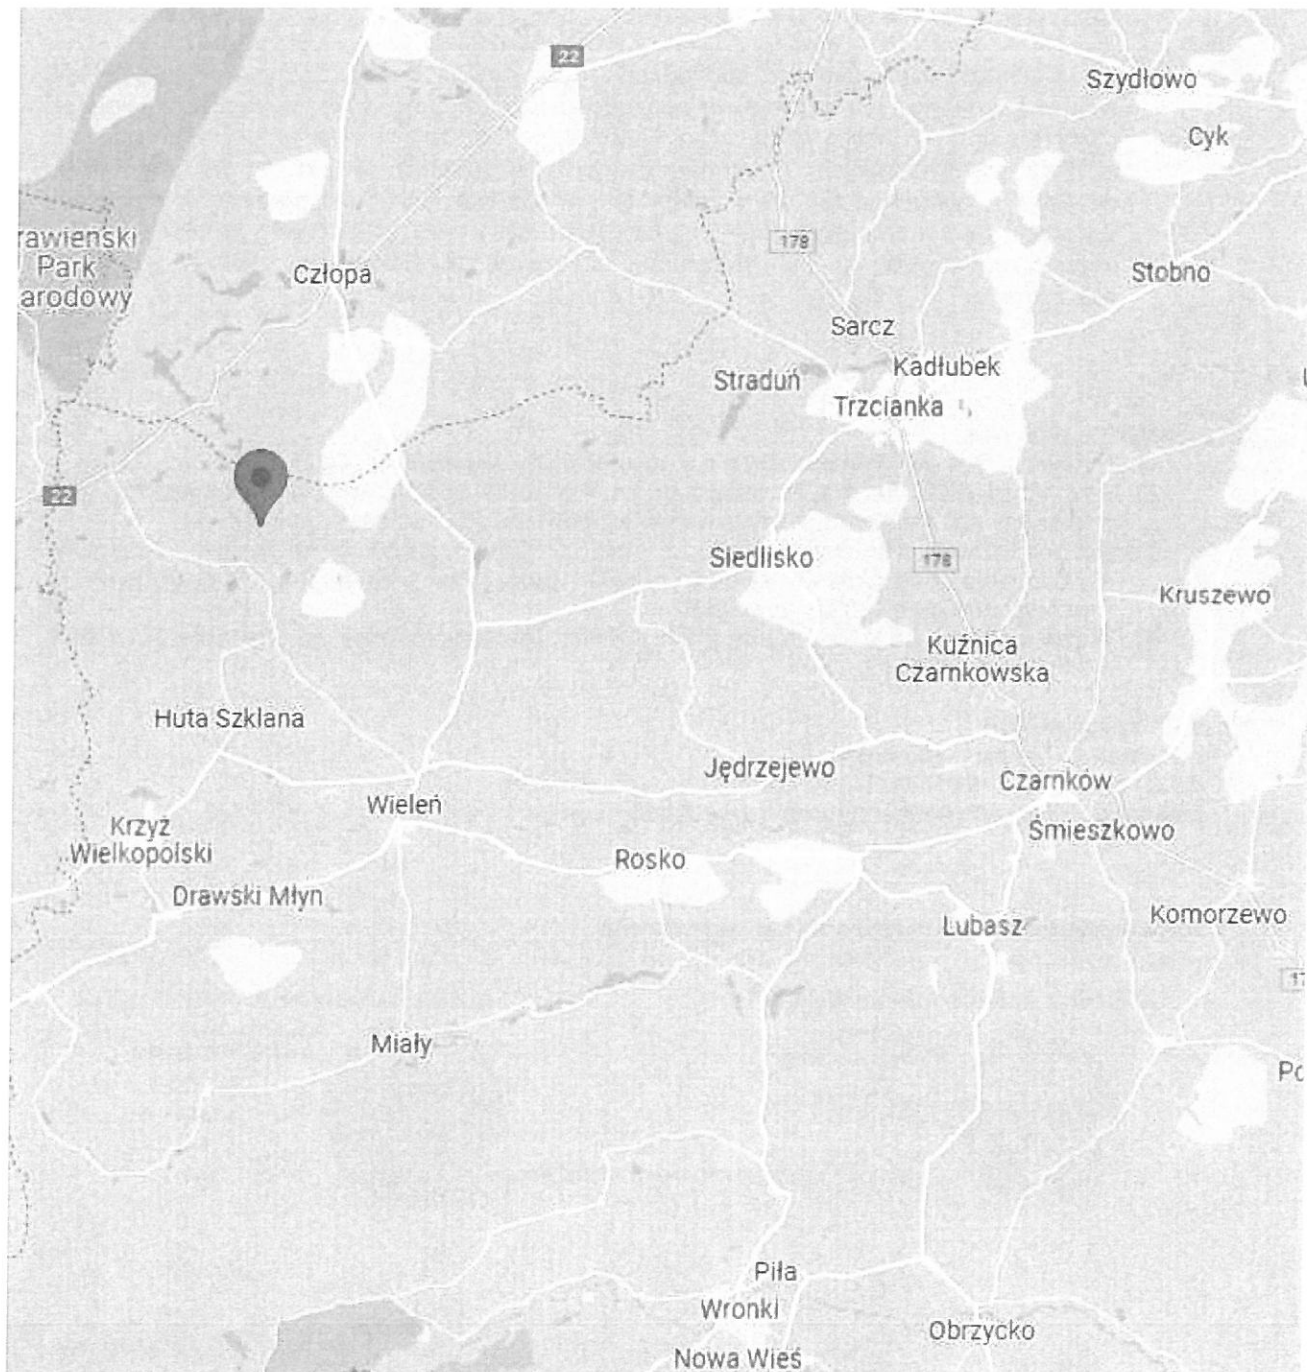 22
Szydłowo
Cyk
rawieński
Park
arodowy
178
Człopa
Stobno
Sarcz
Kadłubek
Straduń
Trzcianka
22
Siedlisko
178
Kruszewo
Kuźnica
Czarnkowska
Huta Szklana
Jędrzejewo
Czarnków
Wieleń
Krzyż
Wielkopolski
Śmieszkowo
Rosko
Drawski Młyn
Komorzewo
Lubasz
17
Miały
Po
Piła
Wronki
Obrzycko
Nowa Wieś